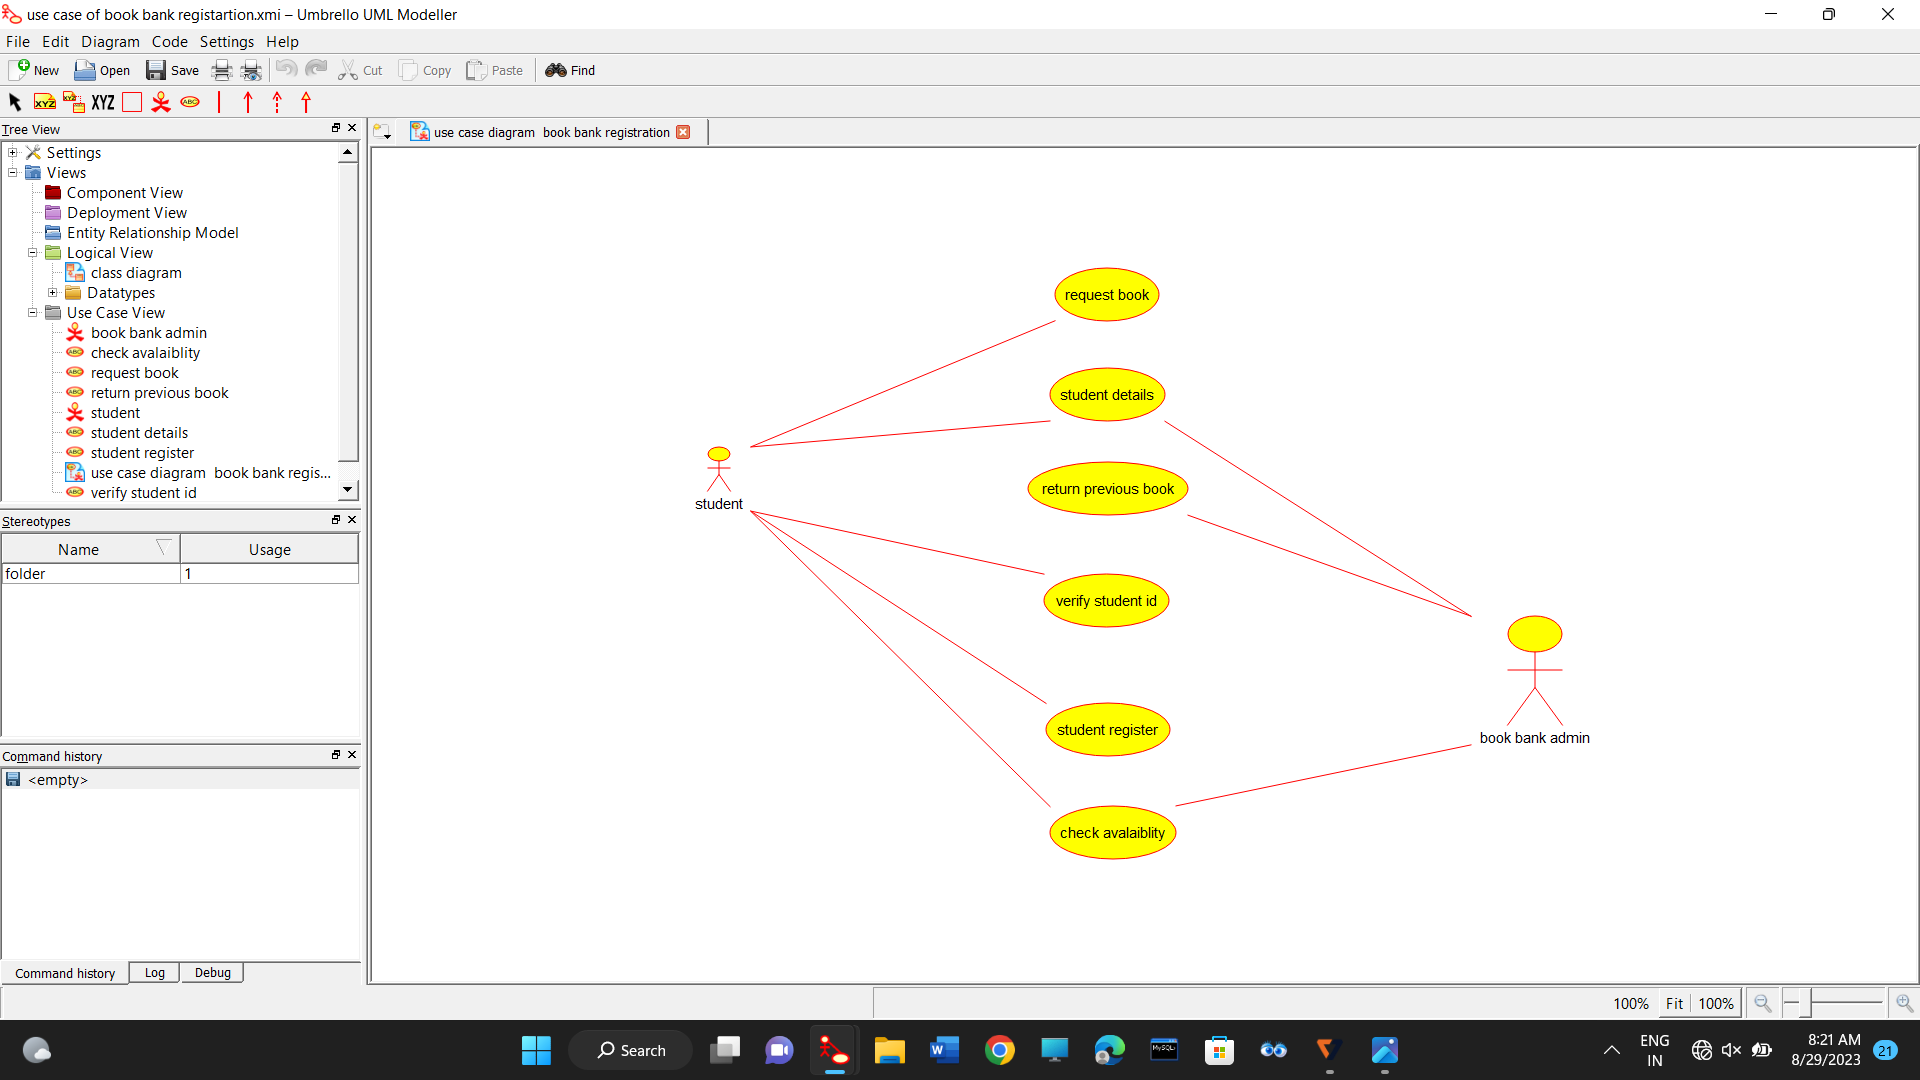 use case of book bank registartion.xmi – Umbrello UML Modeller
File Edit Diagram Code Settings Help
New Open Save Cut Copy Paste Find
XYZ XYZ XYZ ABC
Tree View
use case diagram  book bank registration
Settings
Views
Component View
Deployment View
Entity Relationship Model
Logical View
class diagram
Datatypes
Use Case View
book bank admin
check avalaiblity
request book
return previous book
student
student details
student register
use case diagram  book bank regis...
verify student id
Stereotypes
Name Usage
folder 1
Command history
<empty>
Command history Log Debug
request book
student details
return previous book
student
verify student id
student register
book bank admin
check avalaiblity
100% Fit 100%
Search
MySQL
ENG
IN
8:21 AM
8/29/2023
21